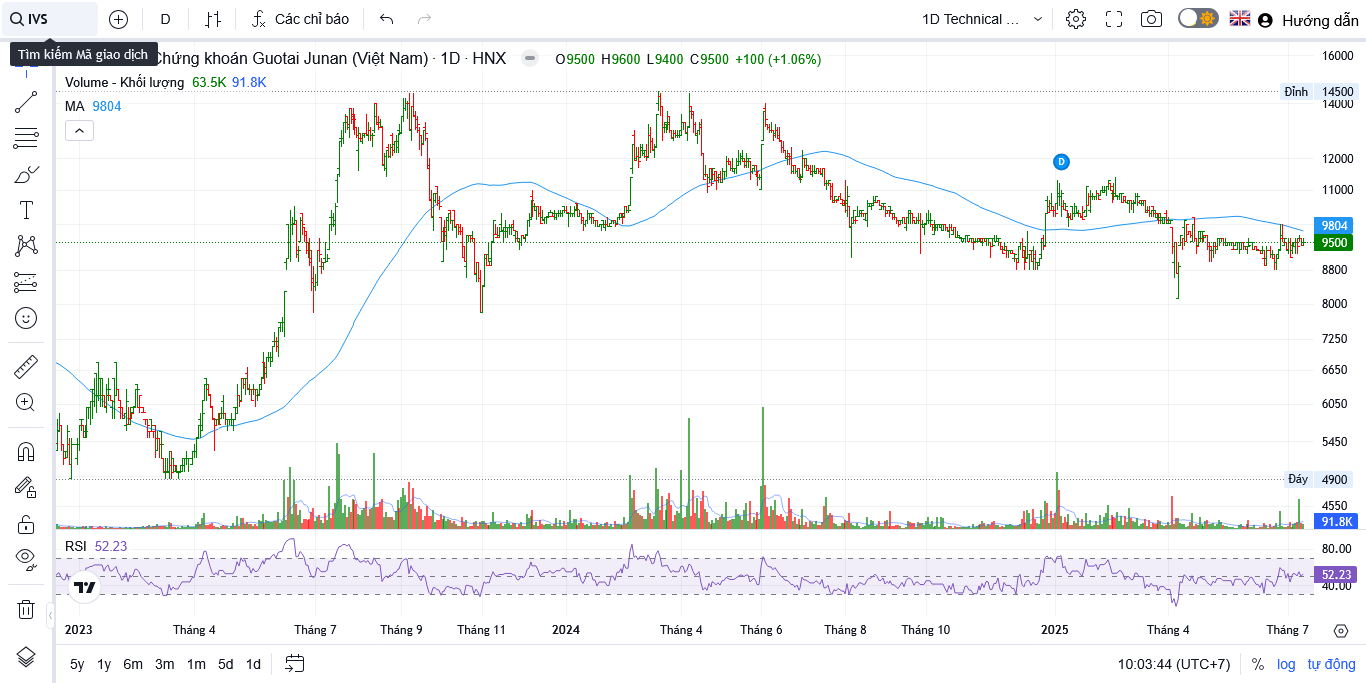 IVS D Các chỉ báo 1D Technical ... Hướng dẫn
Tìm kiếm Mã giao dịch
Chứng khoán Guotai Junan (Việt Nam) · 1D · HNX O9500 H9600 L9400 C9500 +100 (+1.06%)
Volume - Khối lượng 63.5K 91.8K
MA 9804
D
16000
Đỉnh 14500
14000
12000
11000
9804
9500
8800
8000
7250
6650
6050
5450
Đáy 4900
4550
91.8K
RSI 52.23
80.00
52.23
40.00
2023 Tháng 4 Tháng 7 Tháng 9 Tháng 11 2024 Tháng 4 Tháng 6 Tháng 8 Tháng 10 2025 Tháng 4 Tháng 7
5y 1y 6m 3m 1m 5d 1d 10:03:44 (UTC+7) % log tự động